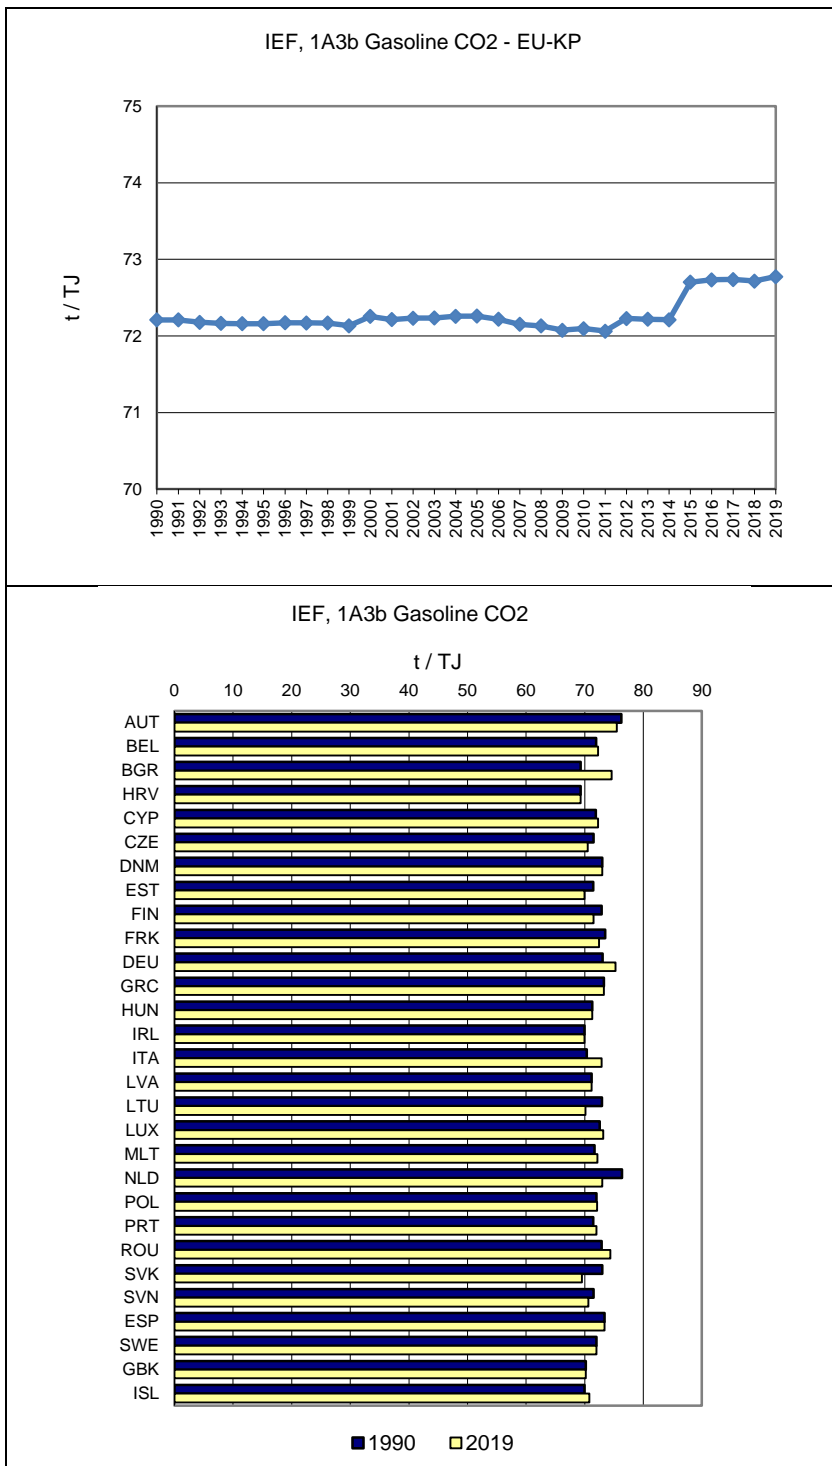 IEF, 1A3b Gasoline CO2 - EU-KP
75
74
73
72
71
70
t / TJ
1990 1991 1992 1993 1994 1995 1996 1997 1998 1999 2000 2001 2002 2003 2004 2005 2006 2007 2008 2009 2010 2011 2012 2013 2014 2015 2016 2017 2018 2019
IEF, 1A3b Gasoline CO2
t / TJ
0 10 20 30 40 50 60 70 80 90
AUT
BEL
BGR
HRV
CYP
CZE
DNM
EST
FIN
FRK
DEU
GRC
HUN
IRL
ITA
LVA
LTU
LUX
MLT
NLD
POL
PRT
ROU
SVK
SVN
ESP
SWE
GBK
ISL
1990 2019